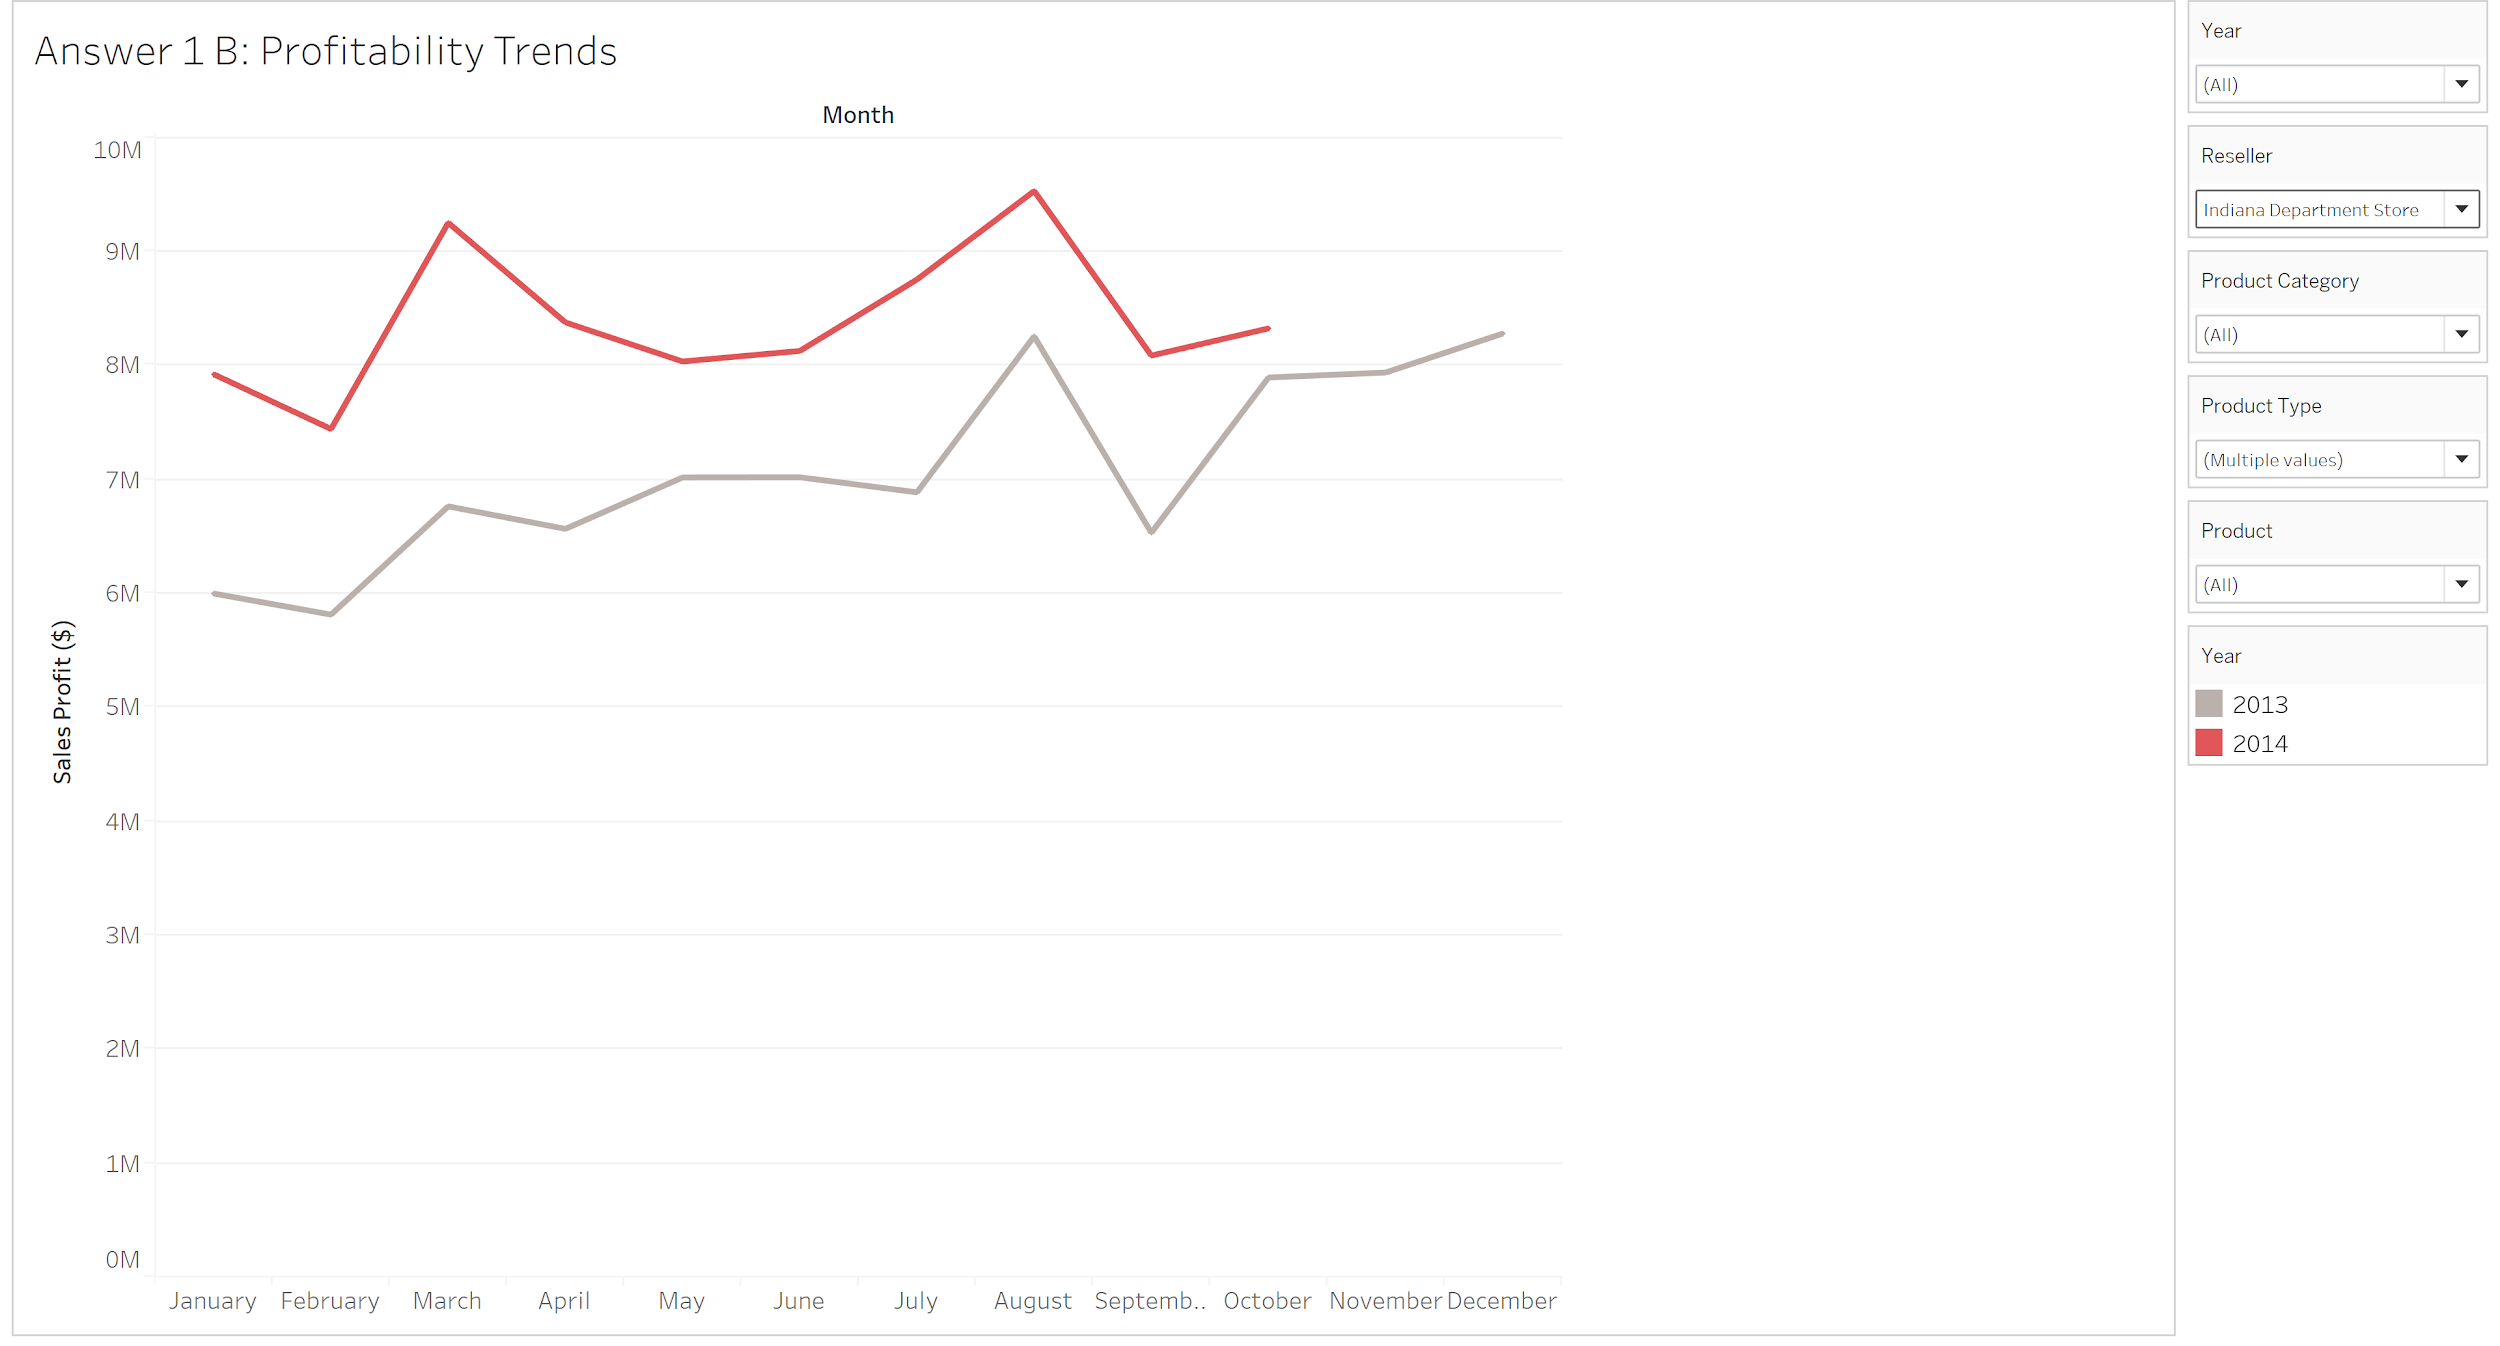 Answer 1 B: Profitability Trends
Month
10M
9M
8M
7M
6M
5M
4M
3M
2M
1M
0M
Sales Profit ($)
January February March April May June July August Septemb.. October November December
Year
(All)
Reseller
Indiana Department Store
Product Category
(All)
Product Type
(Multiple values)
Product
(All)
Year
2013
2014